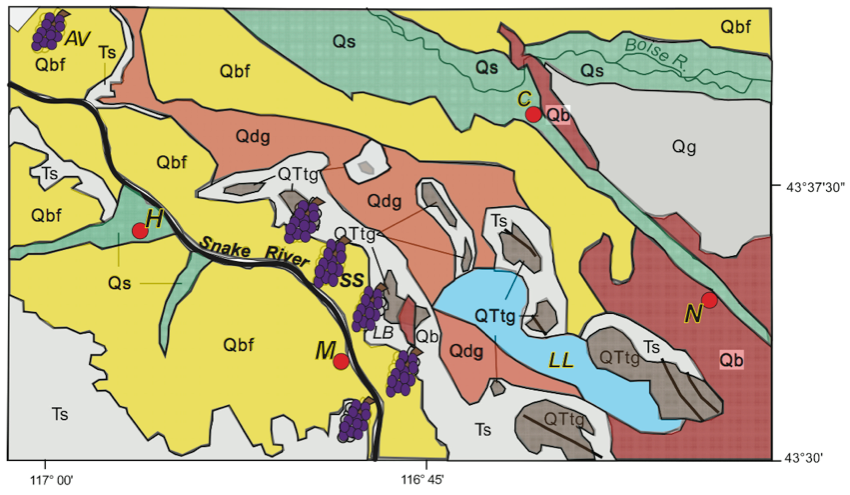 AV
Ts
Qbf
Qbf
Qs
Qs
Boise R.
Qbf
Qs
C
Qb
Qg
Qdg
Ts
Qbf
QTtg
Qdg
43°37'30"
Qbf
H
QTtg
Ts
Snake River
SS
Qs
QTtg
N
LB
Qb
Qbf
M
Qdg
LL
QTtg
Ts
Qb
Ts
Ts
QTtg
43°30'
117° 00'
116° 45'